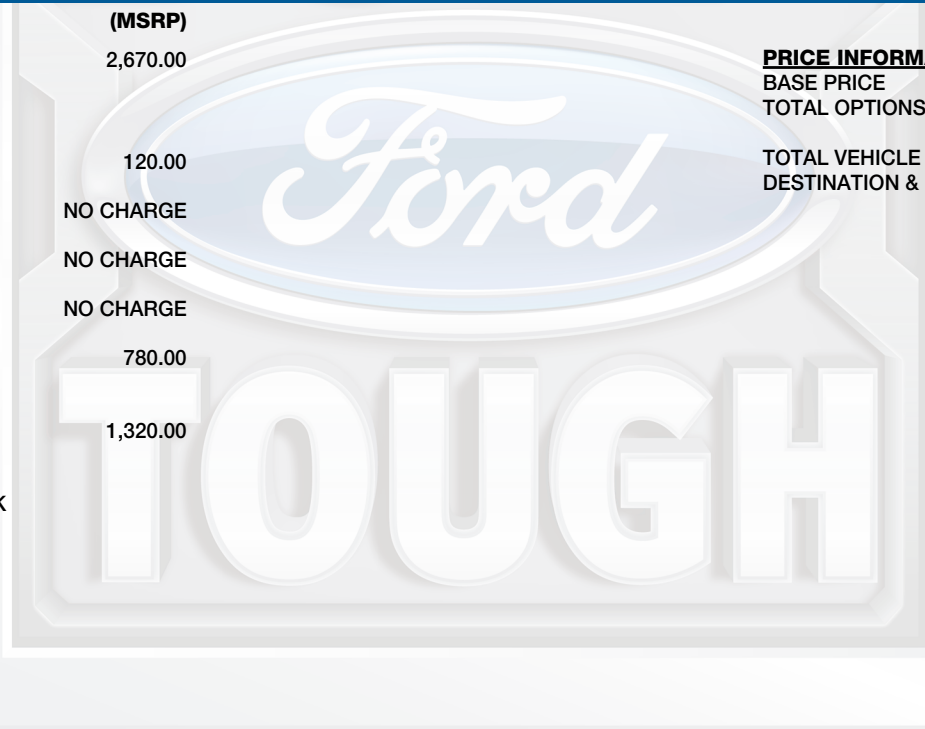 (MSRP)
2,670.00
120.00
NO CHARGE
NO CHARGE
NO CHARGE
780.00
1,320.00
K
PRICE INFORMA
BASE PRICE
TOTAL OPTIONS
TOTAL VEHICLE
DESTINATION &
Ford
TOUGH